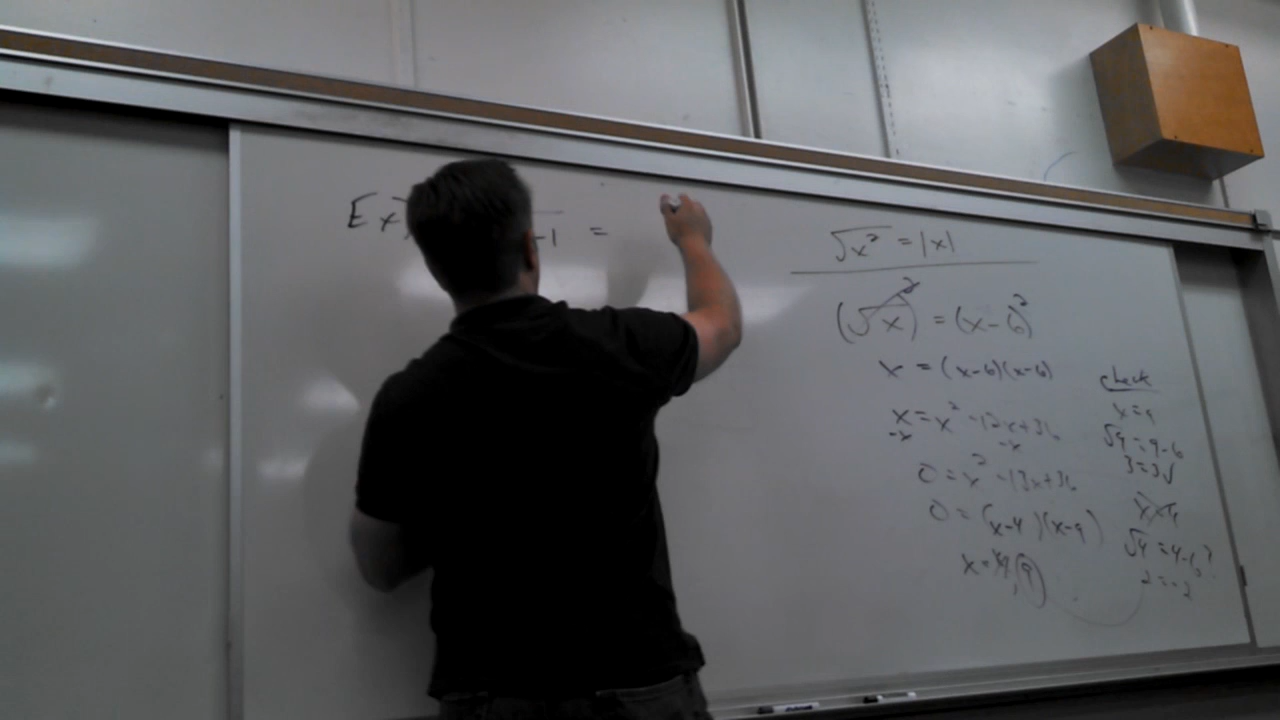 Ex) -1 =
√x² = |x|
(√x)² = (x-6)²
x = (x-6)(x-6)
x = x² -12x+36
-x -x
0 = x² -13x+36
0 = (x-4)(x-9)
x = 4, 9
check
x=9
√9 = 9-6
3=3✓
x=4
√4 = 4-6?
2 = -2